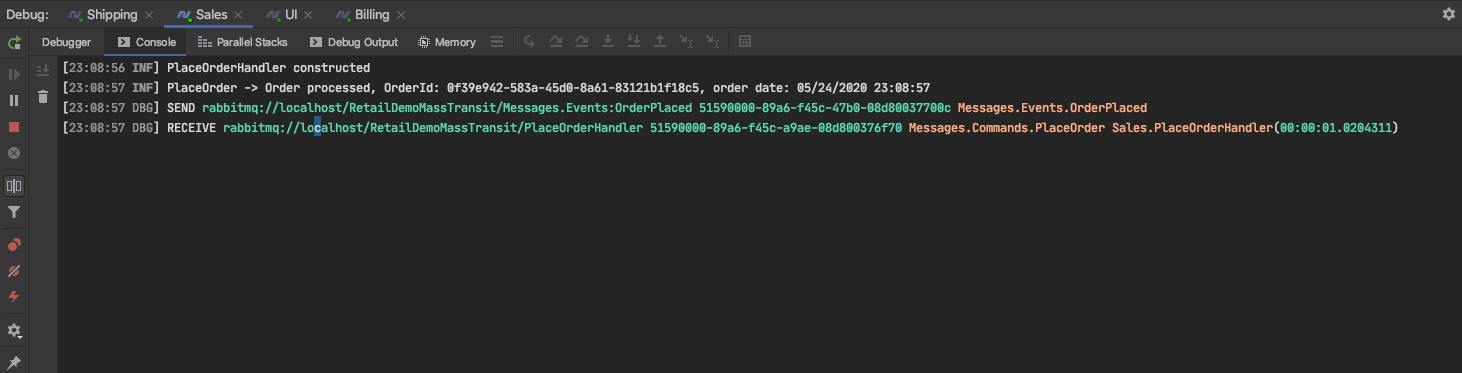 Debug: Shipping Sales UI Billing
Debugger Console Parallel Stacks Debug Output Memory
[23:08:56 INF] PlaceOrderHandler constructed
[23:08:57 INF] PlaceOrder -> Order processed, OrderId: 0f39e942-583a-45d0-8a61-83121b1f18c5, order date: 05/24/2020 23:08:57
[23:08:57 DBG] SEND rabbitmq://localhost/RetailDemoMassTransit/Messages.Events:OrderPlaced 51590000-89a6-f45c-47b0-08d80037700c Messages.Events.OrderPlaced
[23:08:57 DBG] RECEIVE rabbitmq://localhost/RetailDemoMassTransit/PlaceOrderHandler 51590000-89a6-f45c-a9ae-08d800376f70 Messages.Commands.PlaceOrder Sales.PlaceOrderHandler(00:00:01.0204311)